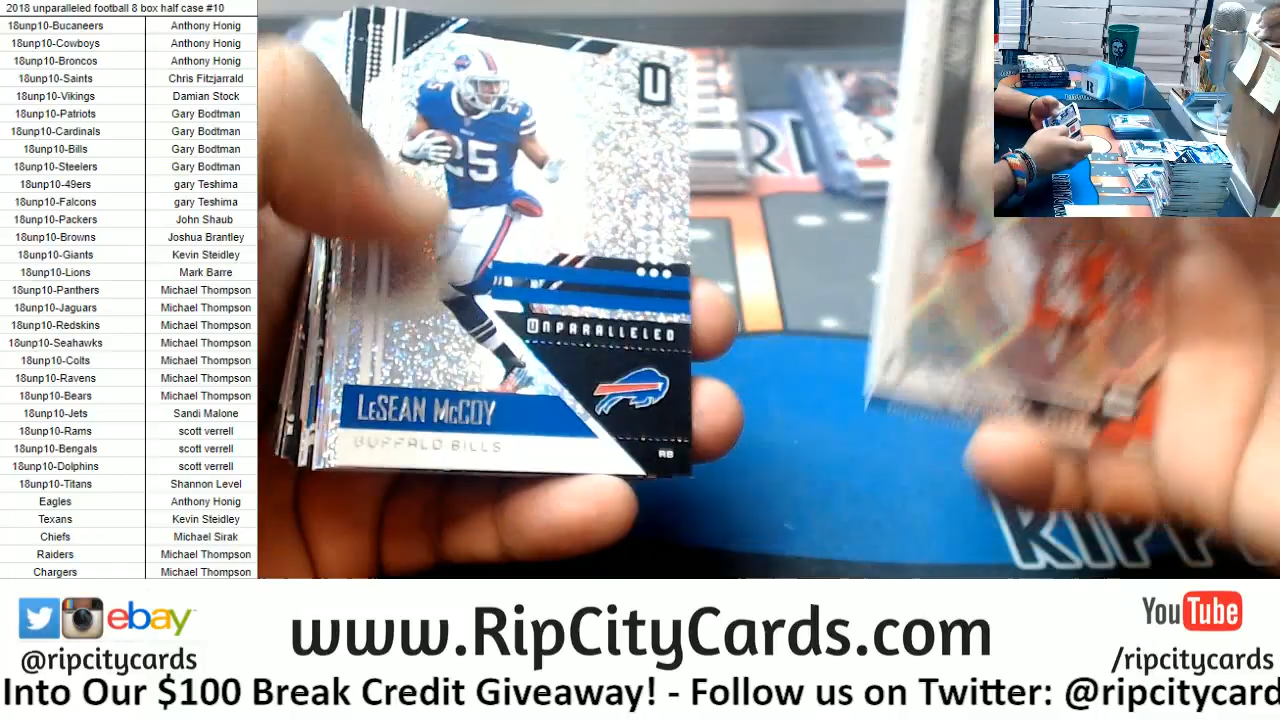 2018 unparalleled football 8 box half case #10
18unp10-Bucaneers Anthony Honig
18unp10-Cowboys Anthony Honig
18unp10-Broncos Anthony Honig
18unp10-Saints Chris Fitzjarrald
18unp10-Vikings Damian Stock
18unp10-Patriots Gary Bodtman
18unp10-Cardinals Gary Bodtman
18unp10-Bills Gary Bodtman
18unp10-Steelers Gary Bodtman
18unp10-49ers gary Teshima
18unp10-Falcons gary Teshima
18unp10-Packers John Shaub
18unp10-Browns Joshua Brantley
18unp10-Giants Kevin Steidley
18unp10-Lions Mark Barre
18unp10-Panthers Michael Thompson
18unp10-Jaguars Michael Thompson
18unp10-Redskins Michael Thompson
18unp10-Seahawks Michael Thompson
18unp10-Colts Michael Thompson
18unp10-Ravens Michael Thompson
18unp10-Bears Michael Thompson
18unp10-Jets Sandi Malone
18unp10-Rams scott verrell
18unp10-Bengals scott verrell
18unp10-Dolphins scott verrell
18unp10-Titans Shannon Level
Eagles Anthony Honig
Texans Kevin Steidley
Chiefs Michael Sirak
Raiders Michael Thompson
Chargers Michael Thompson
U
25
UNPARALLELED
LeSEAN McCOY
BUFFALO BILLS
RB
RIPP
ebay
@ripcitycards
www.RipCityCards.com
YouTube
/ripcitycards
Into Our $100 Break Credit Giveaway! - Follow us on Twitter: @ripcitycard